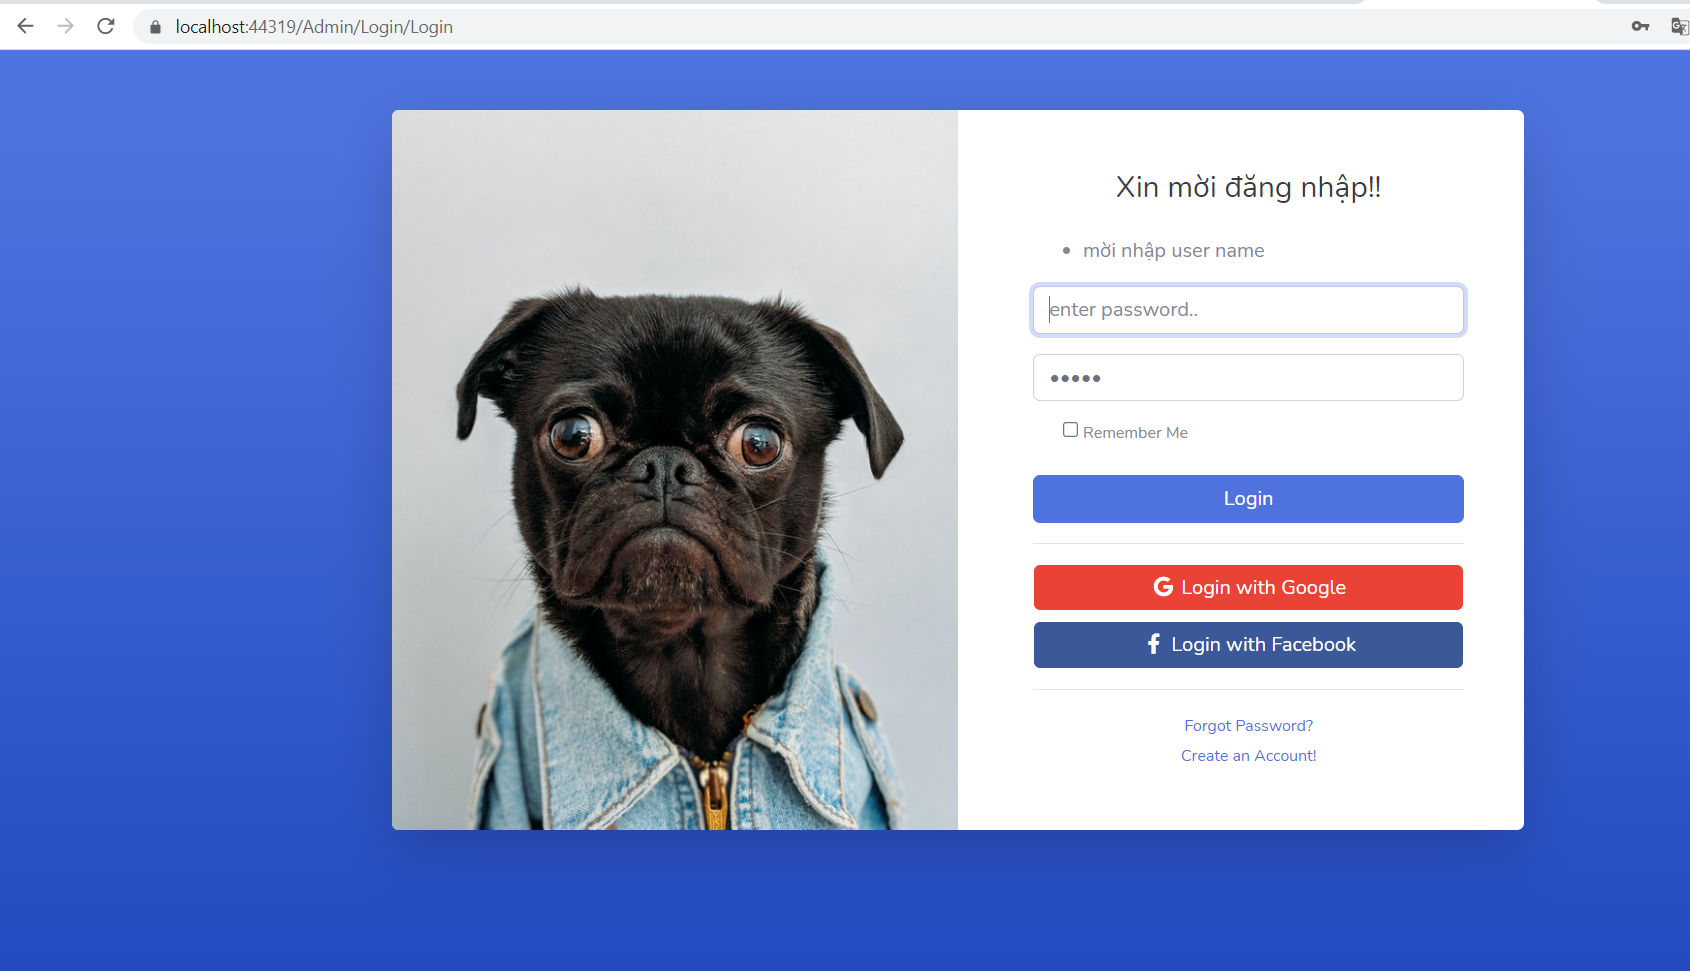 localhost:44319/Admin/Login/Login
Xin mời đăng nhập!!
mời nhập user name
enter password..
Remember Me
Login
Login with Google
Login with Facebook
Forgot Password?
Create an Account!